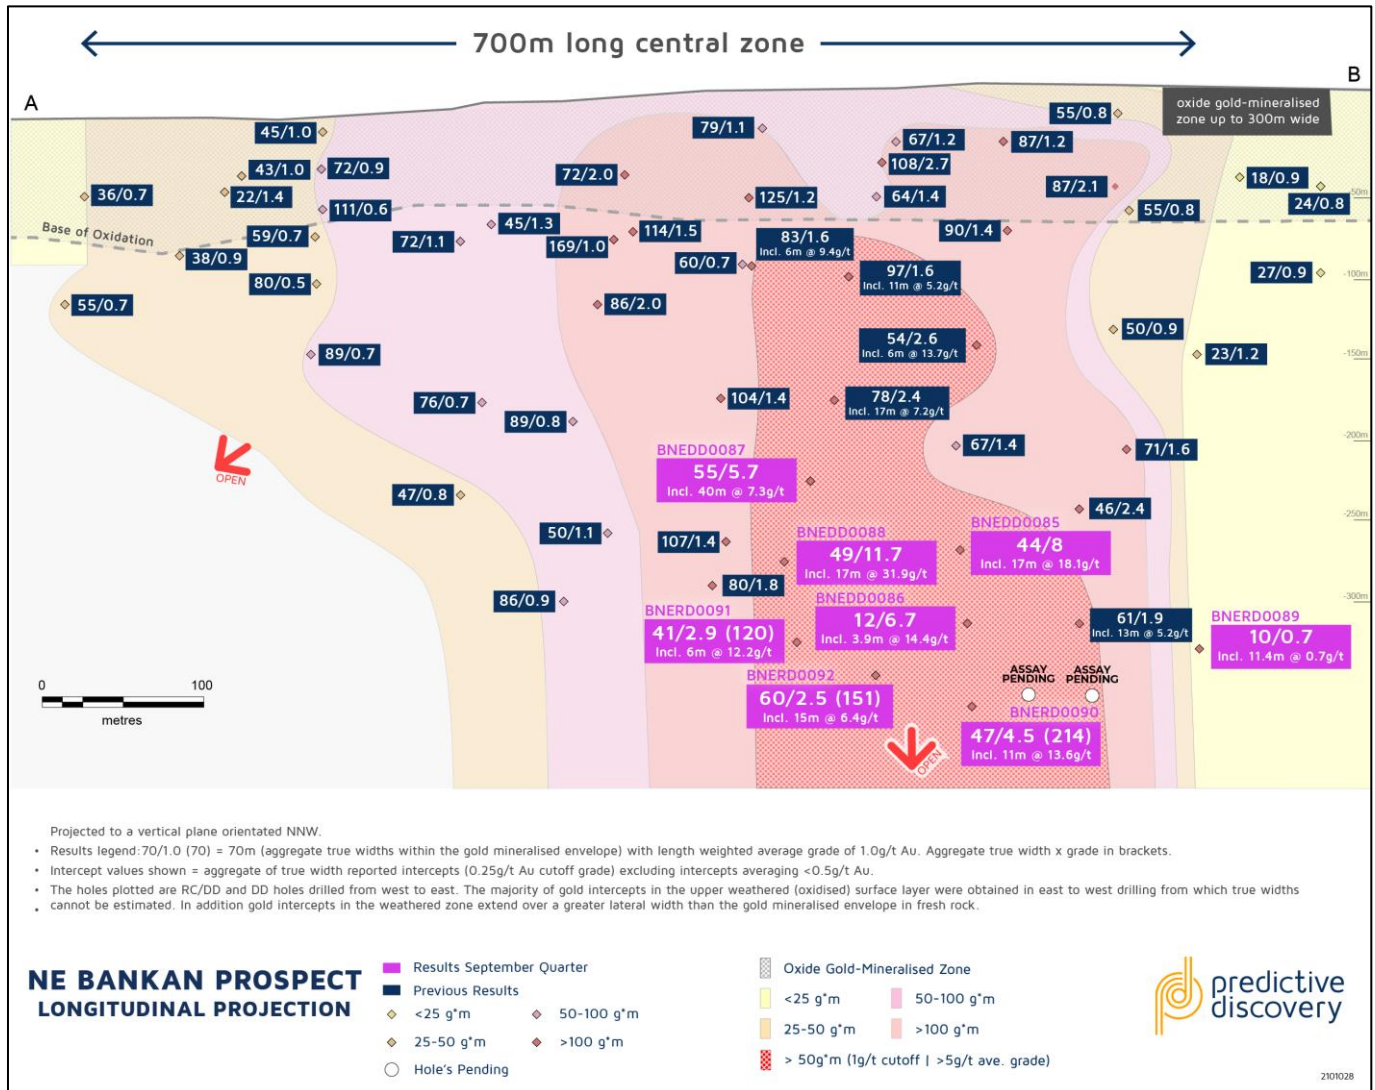 700m long central zone
A
B
oxide gold-mineralised
zone up to 300m wide
55/0.8
79/1.1
45/1.0
67/1.2
87/1.2
108/2.7
43/1.0
72/0.9
72/2.0
18/0.9
87/2.1
36/0.7
22/1.4
125/1.2
64/1.4
-50m
24/0.8
111/0.6
55/0.8
45/1.3
Base of Oxidation
59/0.7
72/1.1
169/1.0
114/1.5
83/1.6
Incl. 6m @ 9.4g/t
90/1.4
38/0.9
60/0.7
97/1.6
Incl. 11m @ 5.2g/t
27/0.9
-100m
80/0.5
55/0.7
86/2.0
50/0.9
54/2.6
Incl. 6m @ 13.7g/t
89/0.7
23/1.2
-150m
76/0.7
104/1.4
78/2.4
Incl. 17m @ 7.2g/t
89/0.8
67/1.4
71/1.6
-200m
OPEN
BNEDD0087
55/5.7
Incl. 40m @ 7.3g/t
47/0.8
46/2.4
-250m
BNEDD0085
44/8
Incl. 17m @ 18.1g/t
50/1.1
107/1.4
BNEDD0088
49/11.7
Incl. 17m @ 31.9g/t
80/1.8
86/0.9
BNEDD0086
12/6.7
Incl. 3.9m @ 14.4g/t
-300m
BNERD0091
41/2.9 (120)
Incl. 6m @ 12.2g/t
61/1.9
Incl. 13m @ 5.2g/t
BNERD0089
10/0.7
Incl. 11.4m @ 0.7g/t
ASSAY
PENDING
ASSAY
PENDING
BNERD0092
60/2.5 (151)
Incl. 15m @ 6.4g/t
BNERD0090
47/4.5 (214)
Incl. 11m @ 13.6g/t
OPEN
0 100
metres
Projected to a vertical plane orientated NNW.
• Results legend:70/1.0 (70) = 70m (aggregate true widths within the gold mineralised envelope) with length weighted average grade of 1.0g/t Au. Aggregate true width x grade in brackets.
• Intercept values shown = aggregate of true width reported intercepts (0.25g/t Au cutoff grade) excluding intercepts averaging <0.5g/t Au.
• The holes plotted are RC/DD and DD holes drilled from west to east. The majority of gold intercepts in the upper weathered (oxidised) surface layer were obtained in east to west drilling from which true widths
• cannot be estimated. In addition gold intercepts in the weathered zone extend over a greater lateral width than the gold mineralised envelope in fresh rock.
NE BANKAN PROSPECT
LONGITUDINAL PROJECTION
Results September Quarter
Previous Results
<25 g*m
50-100 g*m
25-50 g*m
>100 g*m
Hole's Pending
Oxide Gold-Mineralised Zone
<25 g*m
50-100 g*m
25-50 g*m
>100 g*m
> 50g*m (1g/t cutoff | >5g/t ave. grade)
predictive
discovery
2101028